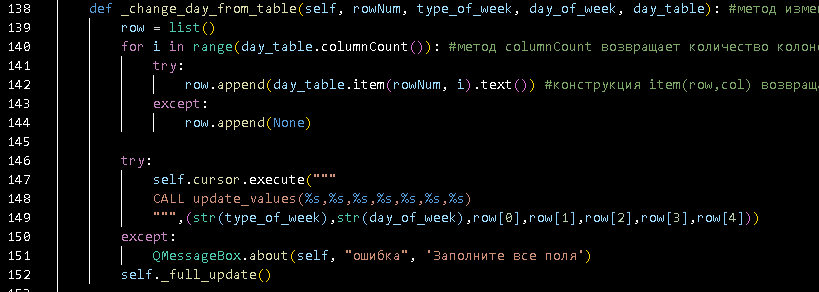 138 def _change_day_from_table(self, rowNum, type_of_week, day_of_week, day_table): #метод
139 row = list()
140 for i in range(day_table.columnCount()): #метод columnCount возвращает количество
141 try:
142 row.append(day_table.item(rowNum, i).text()) #конструкция item(row,col)
143 except:
144 row.append(None)
145
146 try:
147 self.cursor.execute("""
148 CALL update_values(%s,%s,%s,%s,%s,%s,%s)
149 """,(str(type_of_week),str(day_of_week),row[0],row[1],row[2],row[3],row[4]))
150 except:
151 QMessageBox.about(self, "ошибка", 'Заполните все поля')
152 self._full_update()